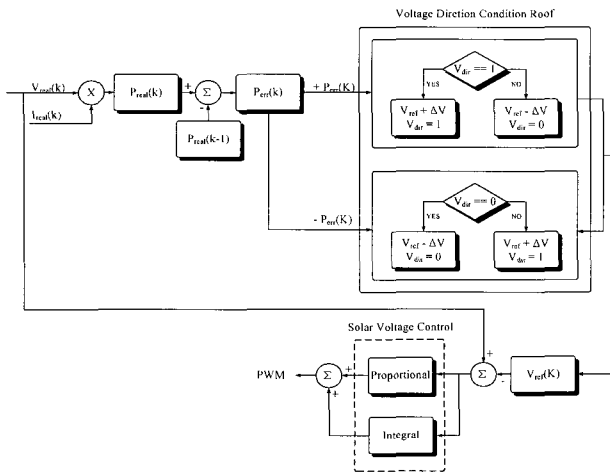 Voltage Diretion Condition Roof
V_real(k)
i_real(k)
X
P_real(k)
+
Σ
-
P_real(k-1)
P_err(k)
+ P_err(K)
- P_err(K)
V_dir == 1
YES
NO
V_ref + ΔV
V_dir = 1
V_ref - ΔV
V_dir = 0
V_dir == 0
YES
NO
V_ref - ΔV
V_dir = 0
V_ref + ΔV
V_dir = 1
Solar Voltage Control
PWM
Σ
+
+
Proportional
Integral
+
Σ
-
V_ref(K)